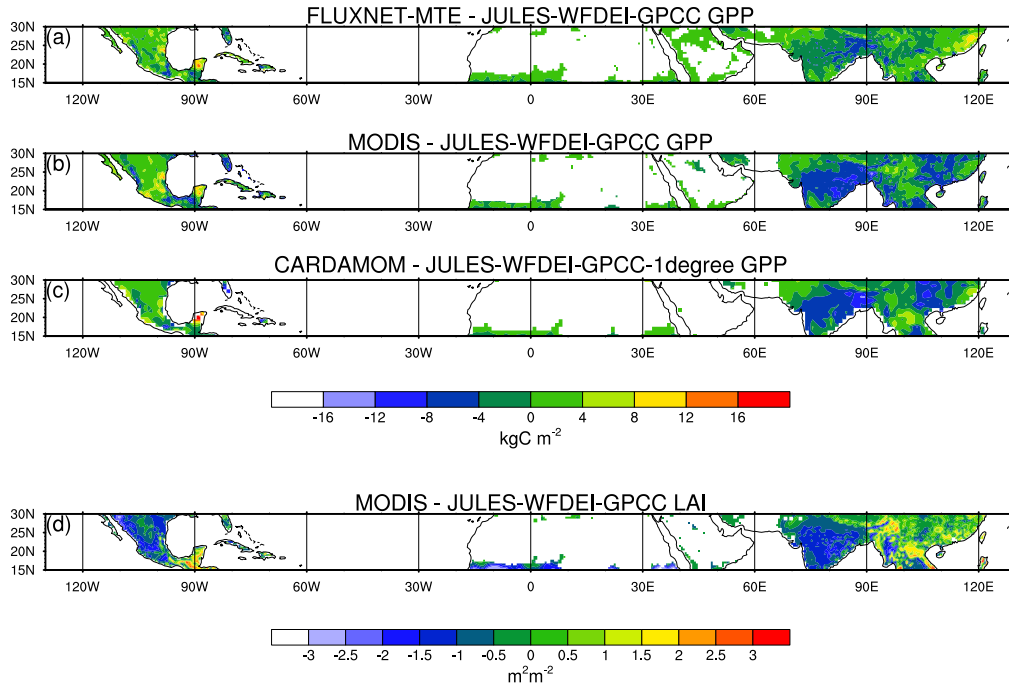 FLUXNET-MTE - JULES-WFDEI-GPCC GPP
(a)
30N
25N
20N
15N
120W 90W 60W 30W 0 30E 60E 90E 120E
MODIS - JULES-WFDEI-GPCC GPP
(b)
30N
25N
20N
15N
120W 90W 60W 30W 0 30E 60E 90E 120E
CARDAMOM - JULES-WFDEI-GPCC-1degree GPP
(c)
30N
25N
20N
15N
120W 90W 60W 30W 0 30E 60E 90E 120E
-16 -12 -8 -4 0 4 8 12 16
kgC m⁻²
MODIS - JULES-WFDEI-GPCC LAI
(d)
30N
25N
20N
15N
120W 90W 60W 30W 0 30E 60E 90E 120E
-3 -2.5 -2 -1.5 -1 -0.5 0 0.5 1 1.5 2 2.5 3
m²m⁻²